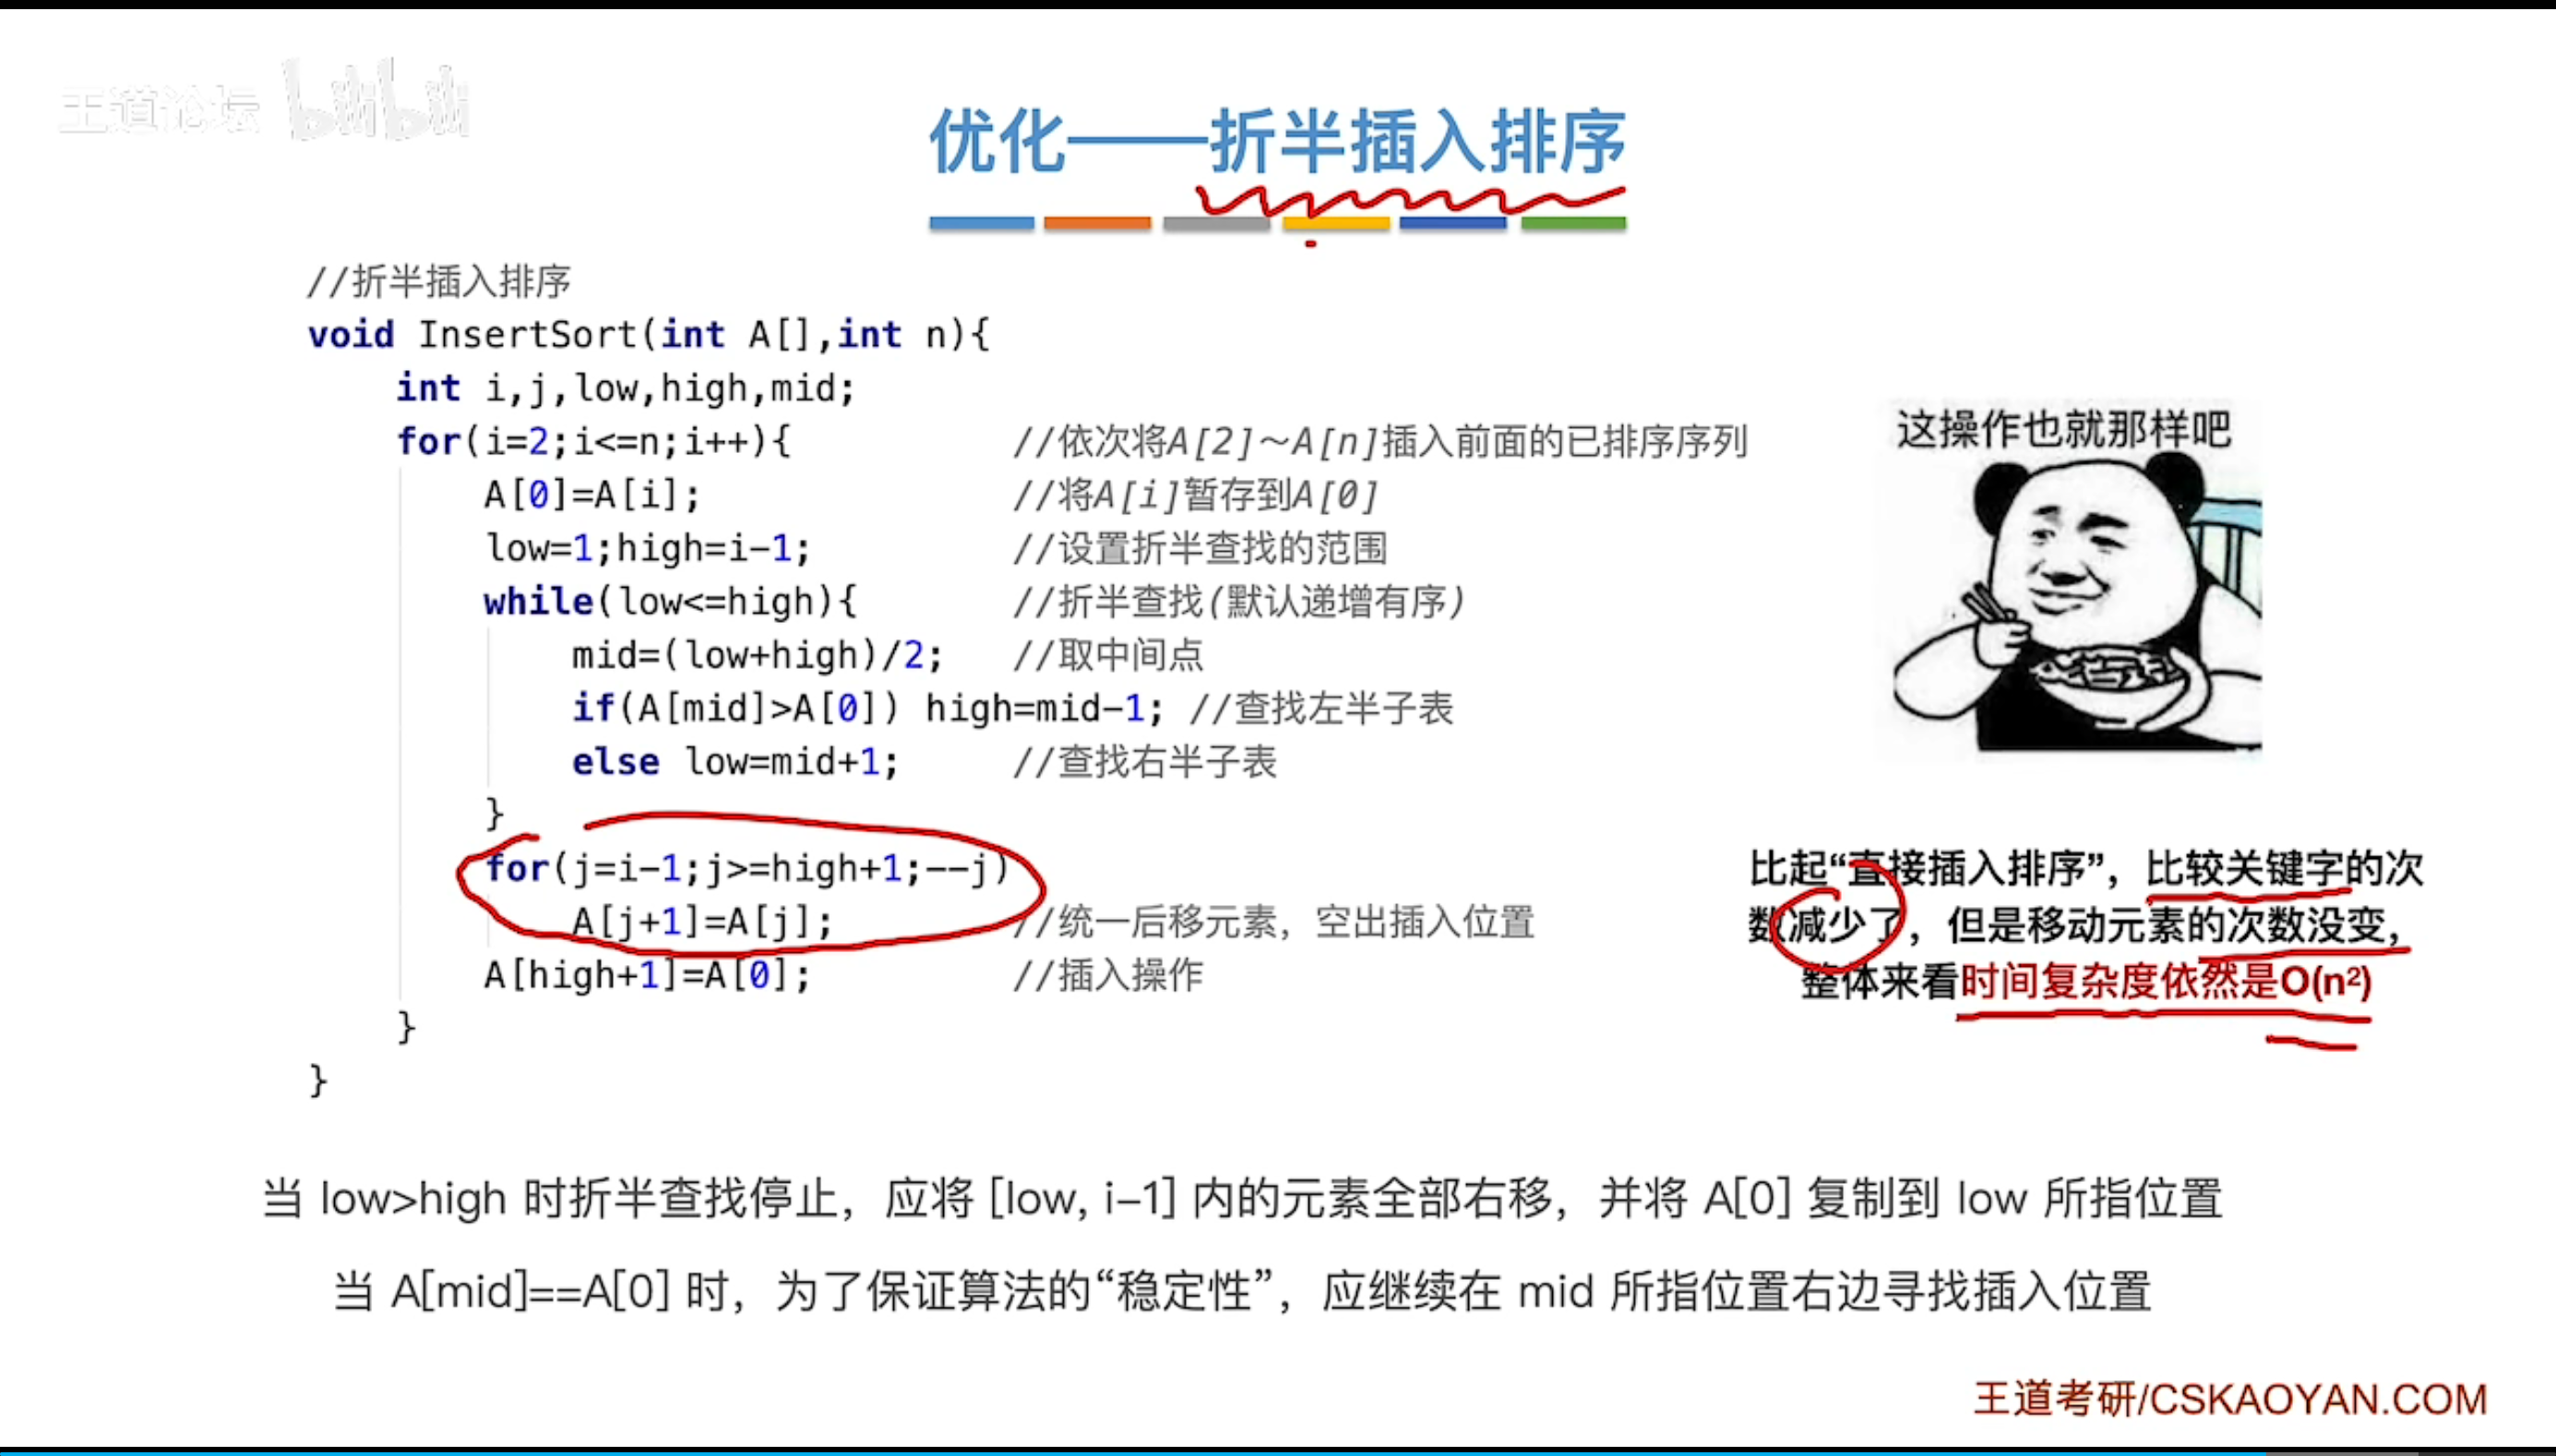 王道论坛 bilibili
优化——折半插入排序
//折半插入排序
void InsertSort(int A[],int n){
int i,j,low,high,mid;
for(i=2;i<=n;i++){ //依次将A[2]~A[n]插入前面的已排序序列
A[0]=A[i]; //将A[i]暂存到A[0]
low=1;high=i-1; //设置折半查找的范围
while(low<=high){ //折半查找(默认递增有序)
mid=(low+high)/2; //取中间点
if(A[mid]>A[0]) high=mid-1; //查找左半子表
else low=mid+1; //查找右半子表
}
for(j=i-1;j>=high+1;--j)
A[j+1]=A[j]; //统一后移元素，空出插入位置
A[high+1]=A[0]; //插入操作
}
}
这操作也就那样吧
比起“直接插入排序”，比较关键字的次
数减少了，但是移动元素的次数没变，
整体来看时间复杂度依然是O(n²)
当 low>high 时折半查找停止，应将 [low, i-1] 内的元素全部右移，并将 A[0] 复制到 low 所指位置
当 A[mid]==A[0] 时，为了保证算法的“稳定性”，应继续在 mid 所指位置右边寻找插入位置
王道考研/CSKAOYAN.COM